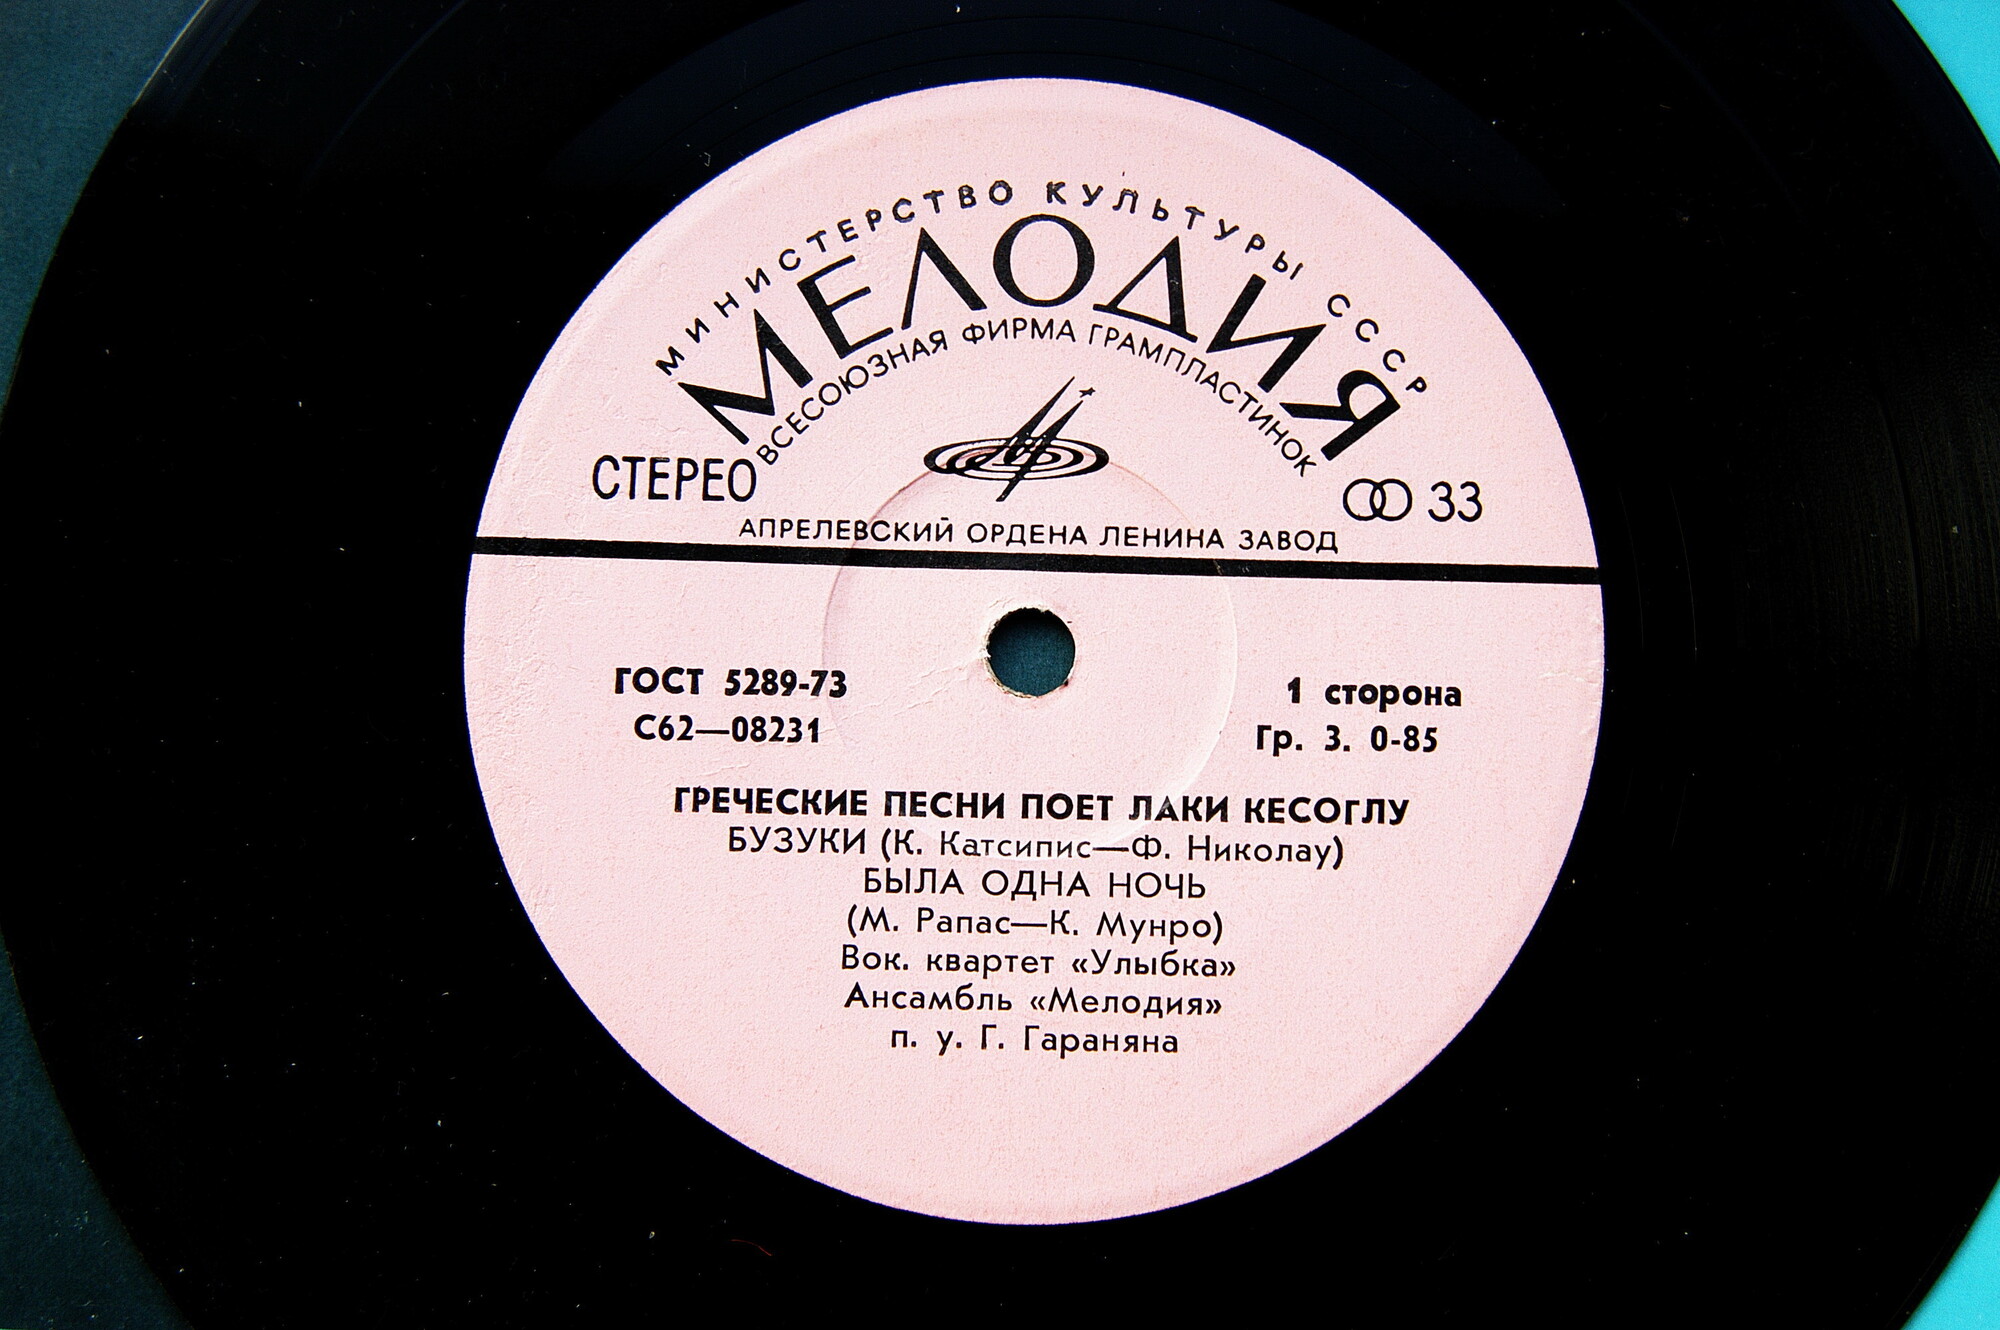 МИНИСТЕРСТВО КУЛЬТУРЫ СССР
МЕЛОДИЯ
ВСЕСОЮЗНАЯ ФИРМА ГРАМПЛАСТИНОК
СТЕРЕО
33
АПРЕЛЕВСКИЙ ОРДЕНА ЛЕНИНА ЗАВОД
ГОСТ 5289-73
1 сторона
С62—08231
Гр. 3. 0-85
ГРЕЧЕСКИЕ ПЕСНИ ПОЕТ ЛАКИ КЕСОГЛУ
БУЗУКИ (К. Катсипис—Ф. Николау)
БЫЛА ОДНА НОЧЬ
(М. Рапас—К. Мунро)
Вок. квартет «Улыбка»
Ансамбль «Мелодия»
п. у. Г. Гараняна